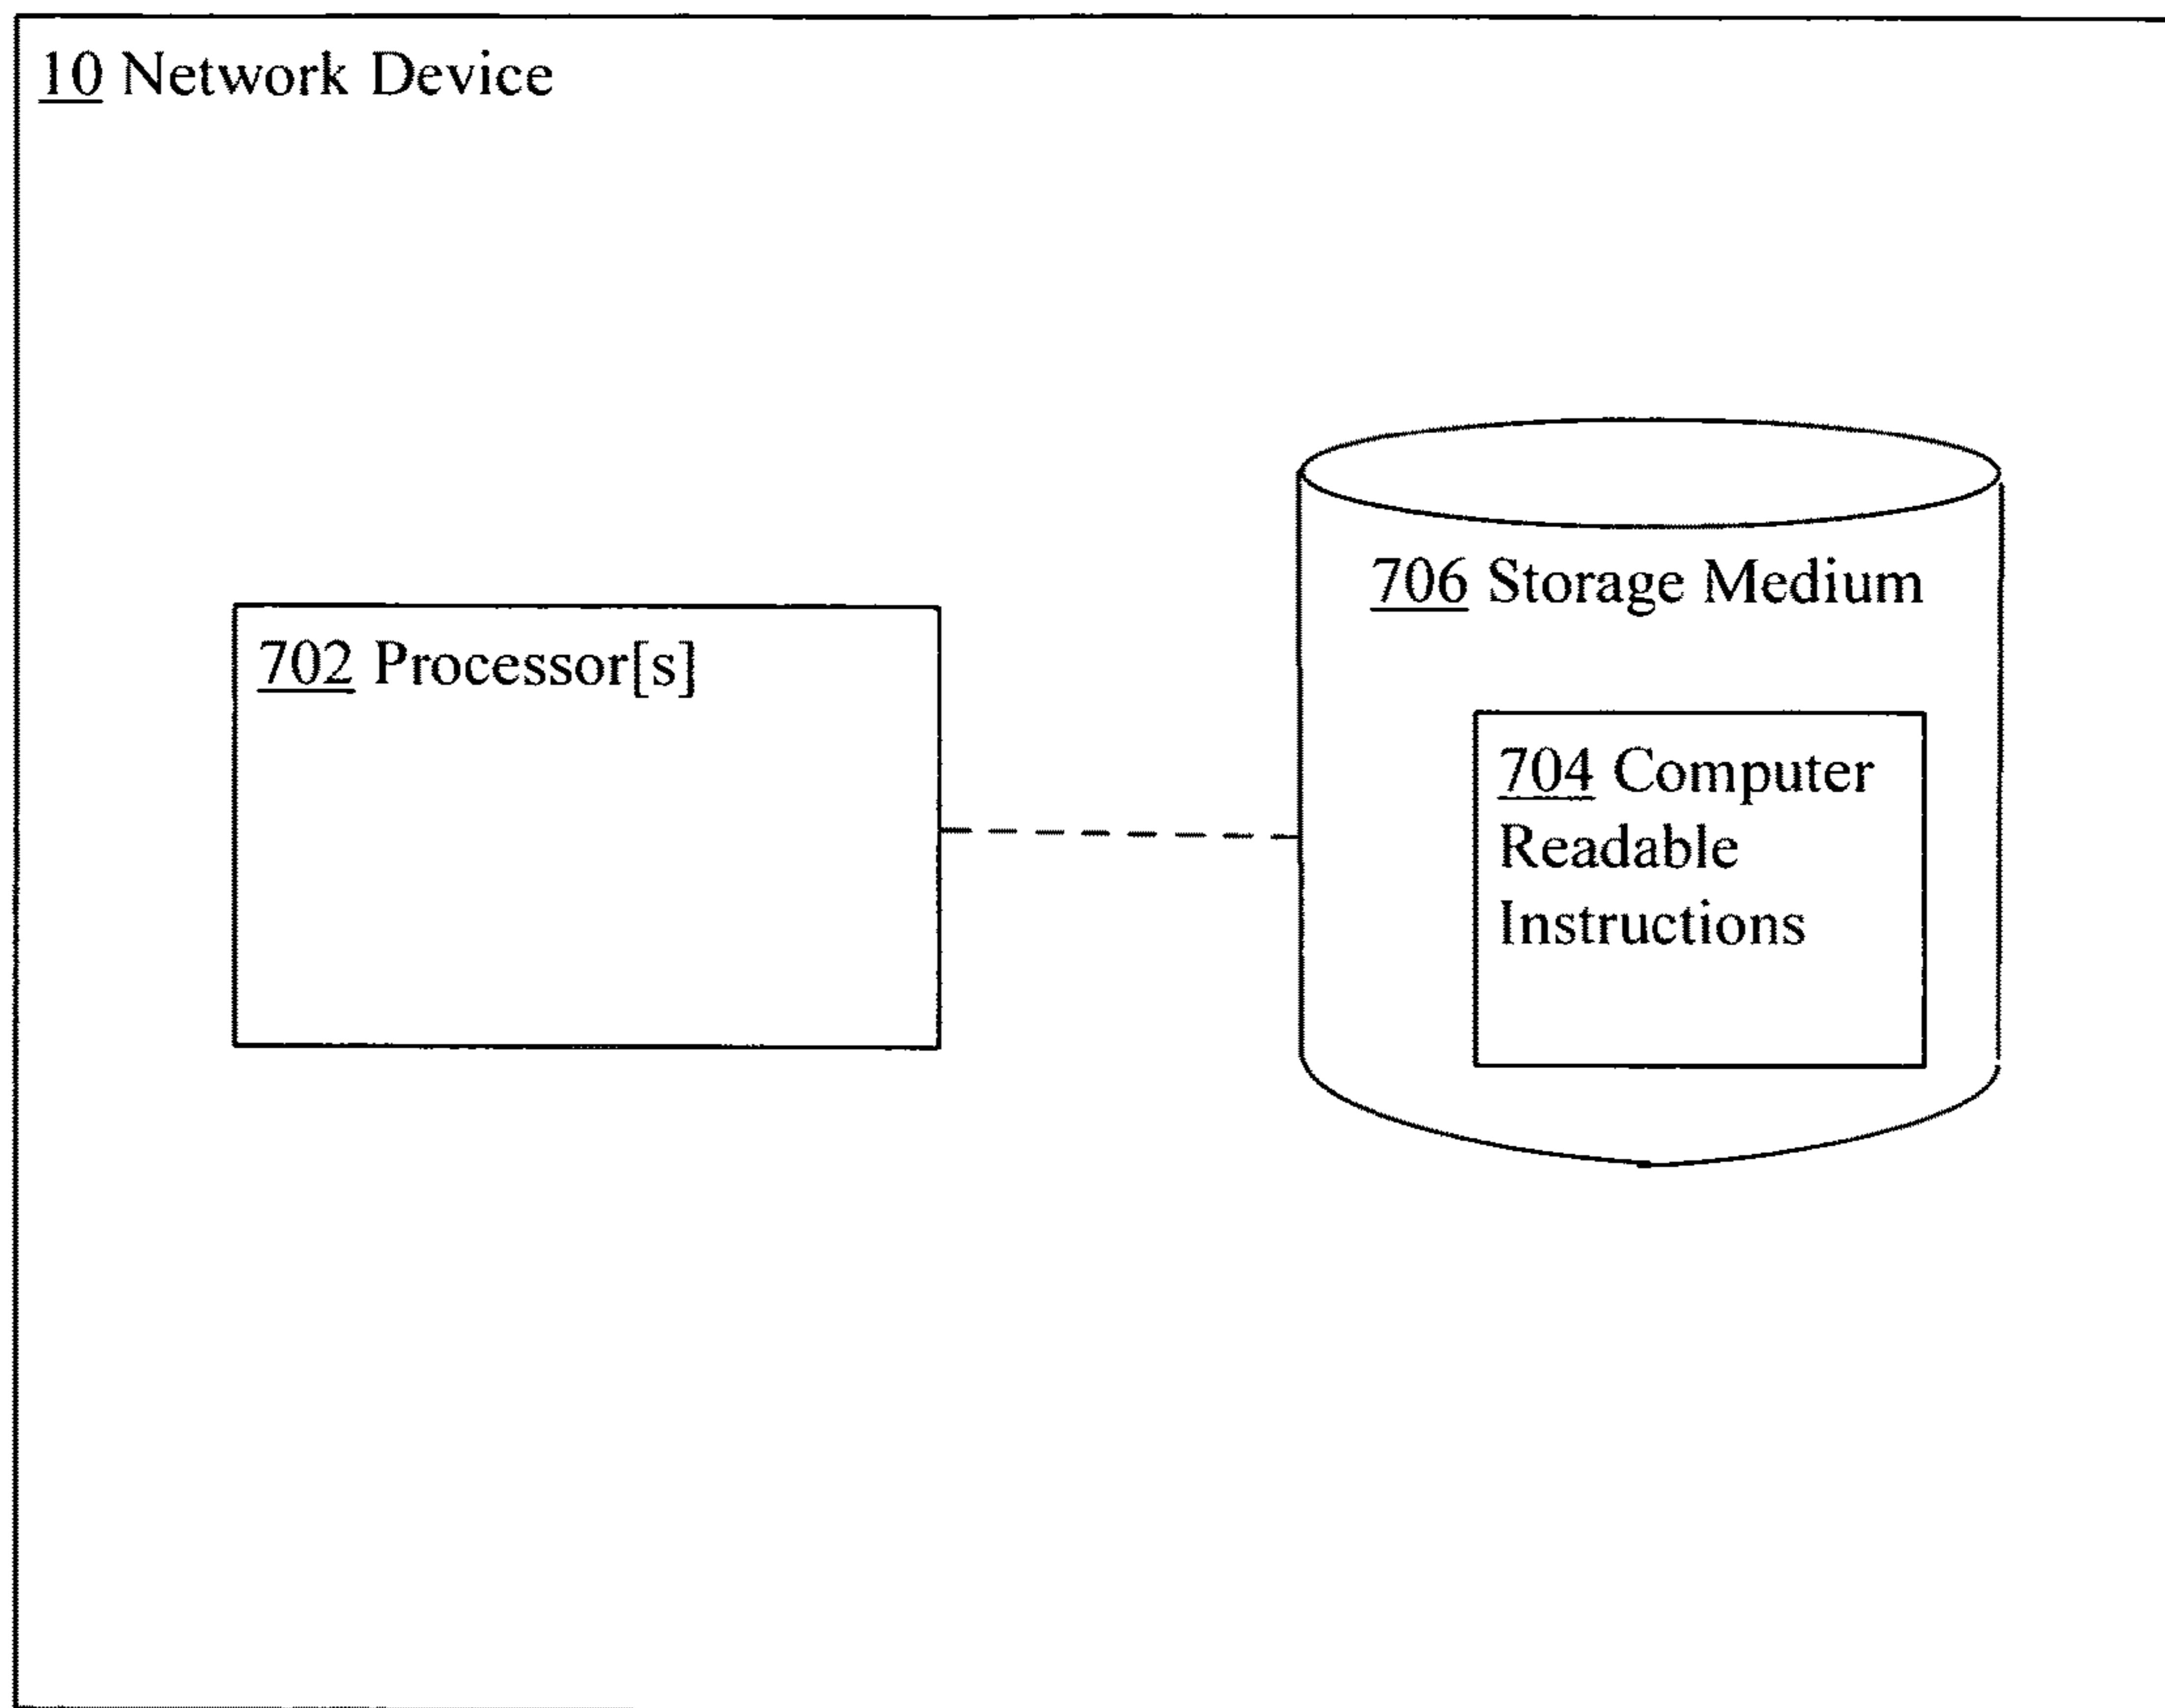 10 Network Device
706 Storage Medium
702 Processor[s]
704 Computer
Readable
Instructions